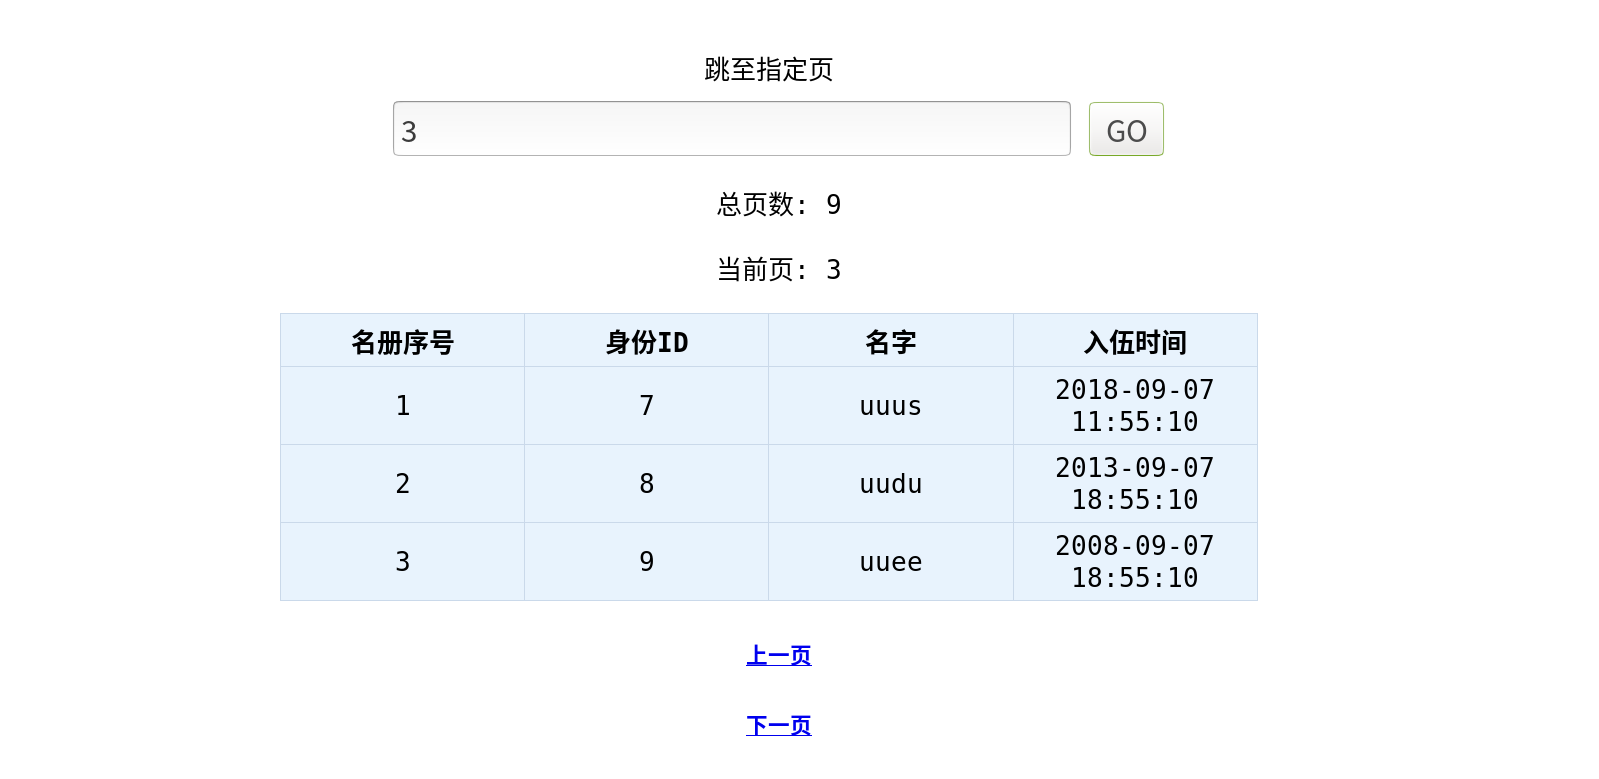 跳至指定页
3 GO
总页数: 9
当前页: 3
名册序号 身份ID 名字 入伍时间
1 7 uuus 2018-09-07 11:55:10
2 8 uudu 2013-09-07 18:55:10
3 9 uuee 2008-09-07 18:55:10
上一页
下一页